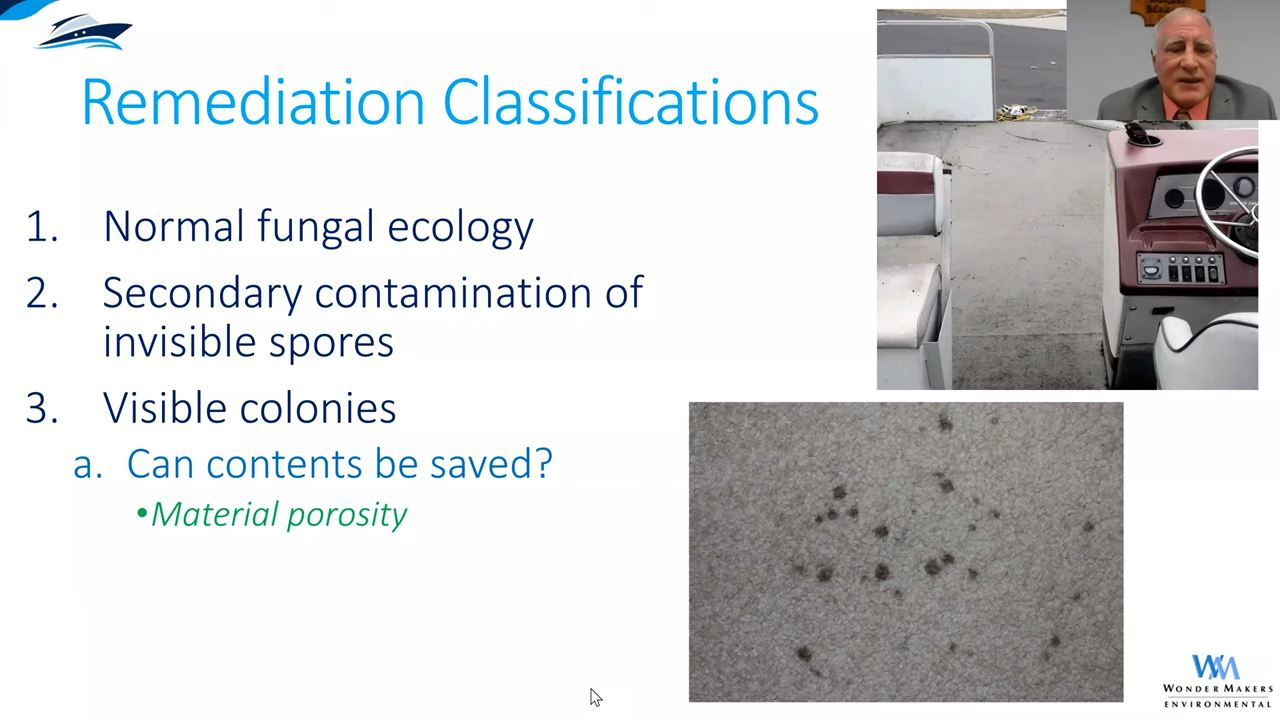 Remediation Classifications
1. Normal fungal ecology
2. Secondary contamination of
invisible spores
3. Visible colonies
a. Can contents be saved?
•Material porosity
WM
WONDER MAKERS
ENVIRONMENTAL